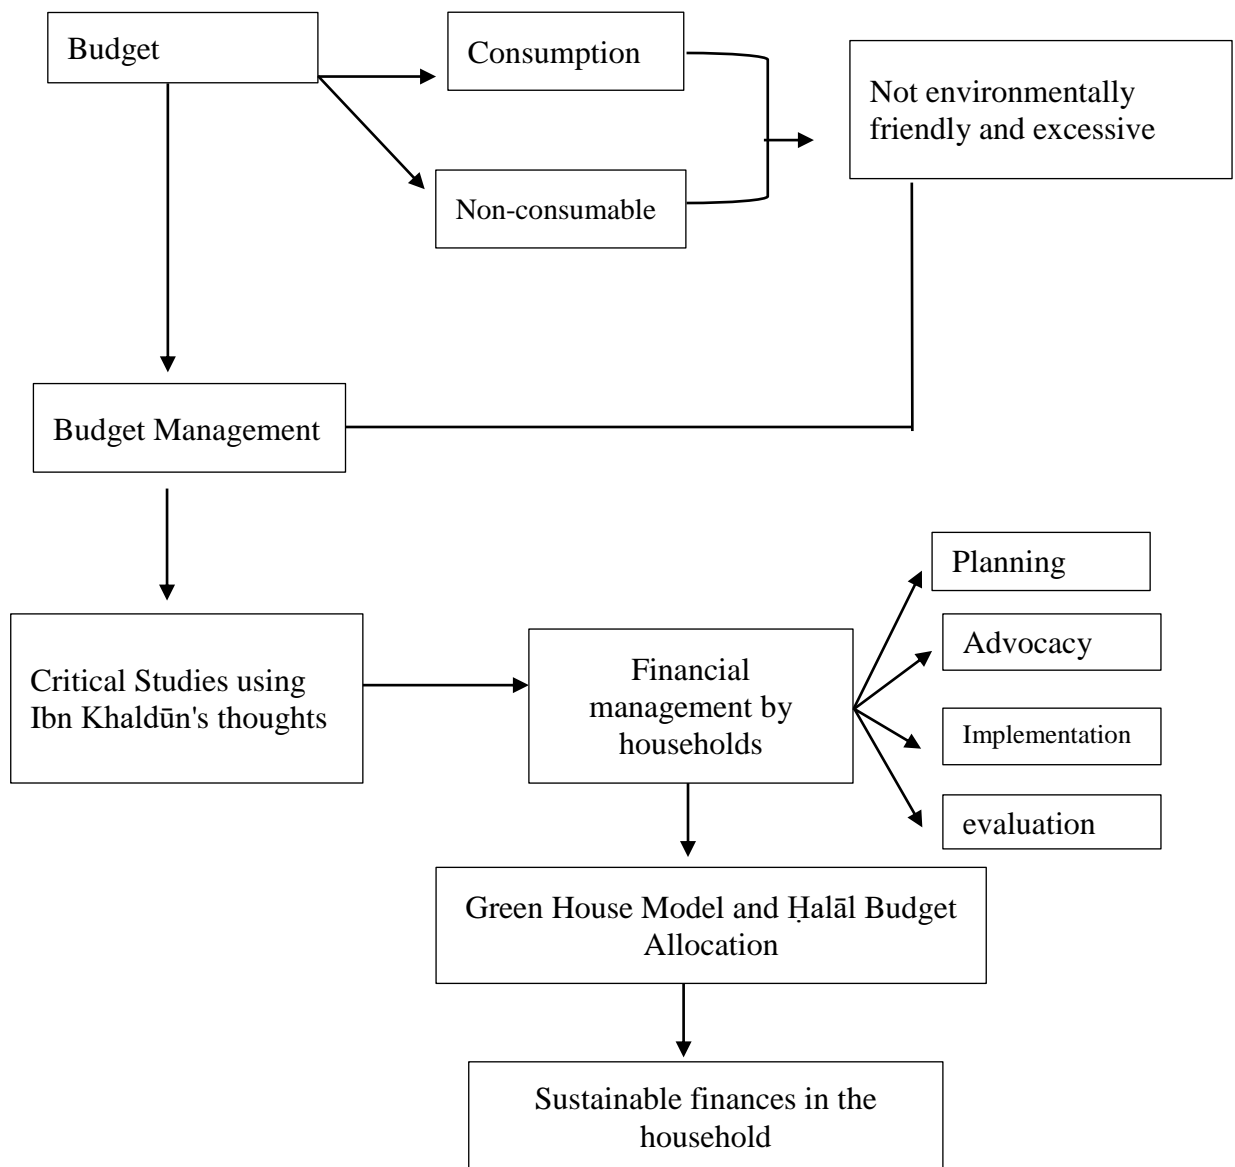 Budget
Consumption
Not environmentally
friendly and excessive
Non-consumable
Budget Management
Planning
Advocacy
Critical Studies using
Ibn Khaldūn's thoughts
Financial
management by
households
Implementation
evaluation
Green House Model and Ḥalāl Budget
Allocation
Sustainable finances in the
household